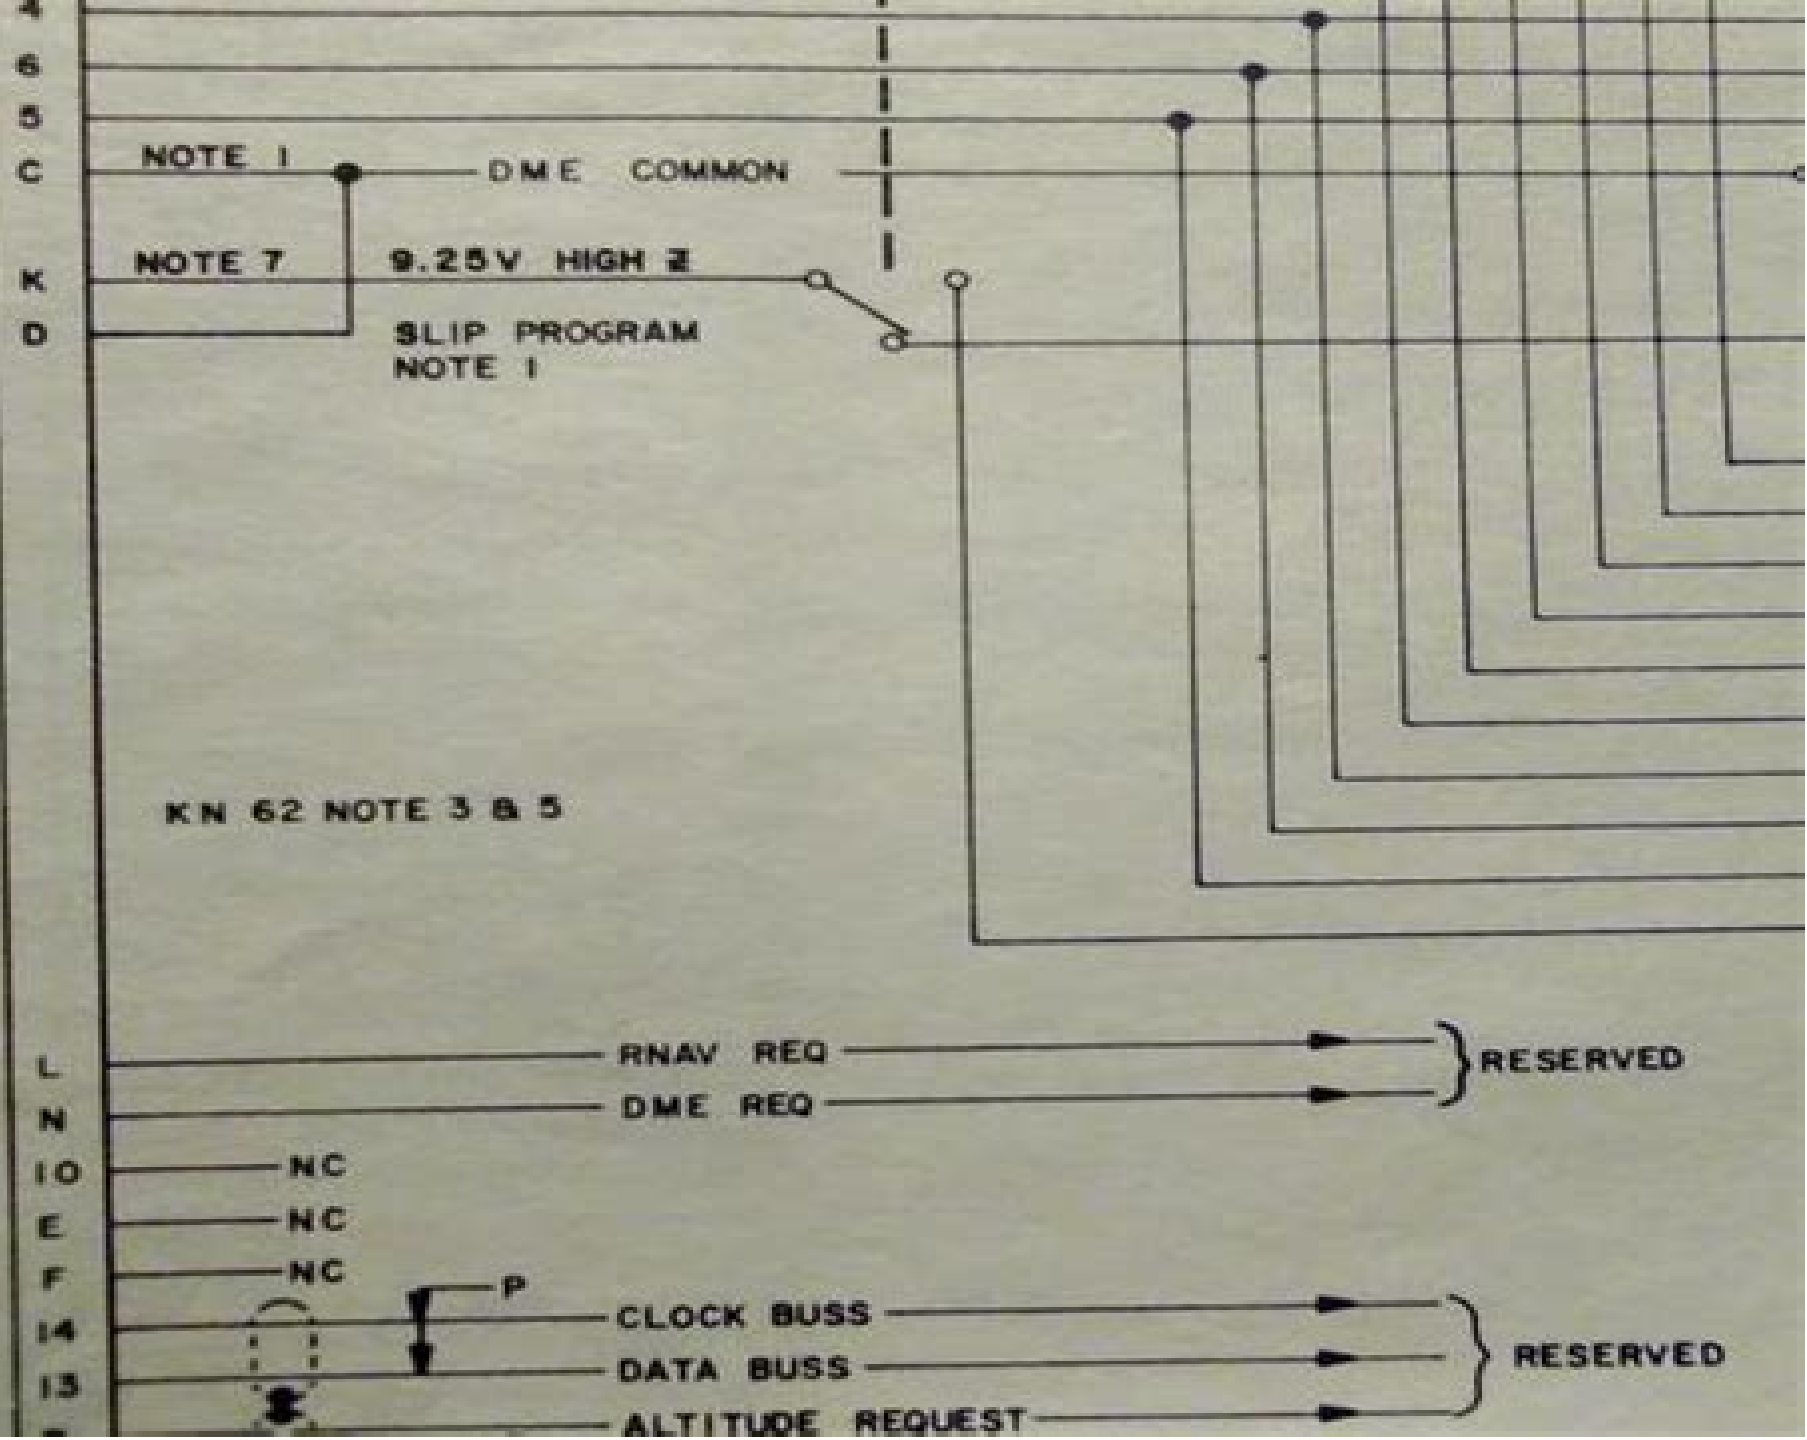 6
5
C NOTE 1 DME COMMON
K NOTE 7 9.25V HIGH Z
D SLIP PROGRAM
NOTE 1
KN 62 NOTE 3 & 5
L RNAV REQ RESERVED
N DME REQ
10 NC
E NC
F NC
P
14 CLOCK BUSS
13 DATA BUSS RESERVED
ALTITUDE REQUEST